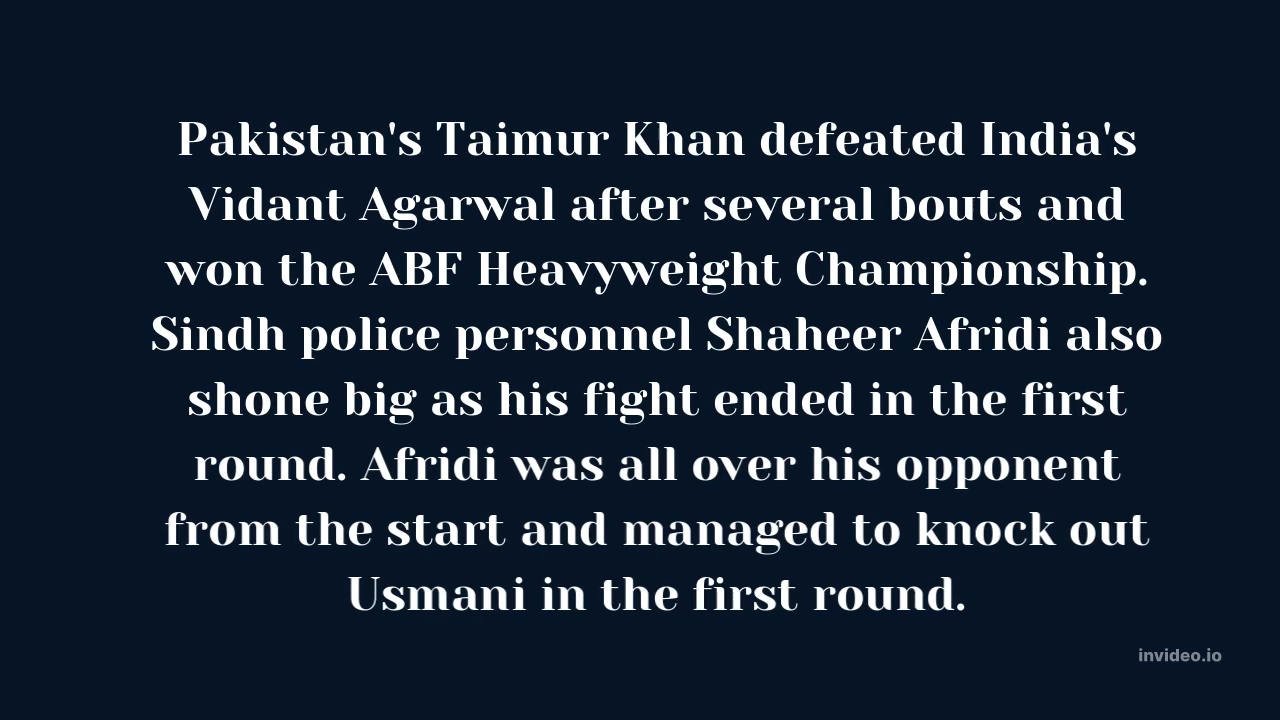 Pakistan's Taimur Khan defeated India's
Vidant Agarwal after several bouts and
won the ABF Heavyweight Championship.
Sindh police personnel Shaheer Afridi also
shone big as his fight ended in the first
round. Afridi was all over his opponent
from the start and managed to knock out
Usmani in the first round.
invideo.io